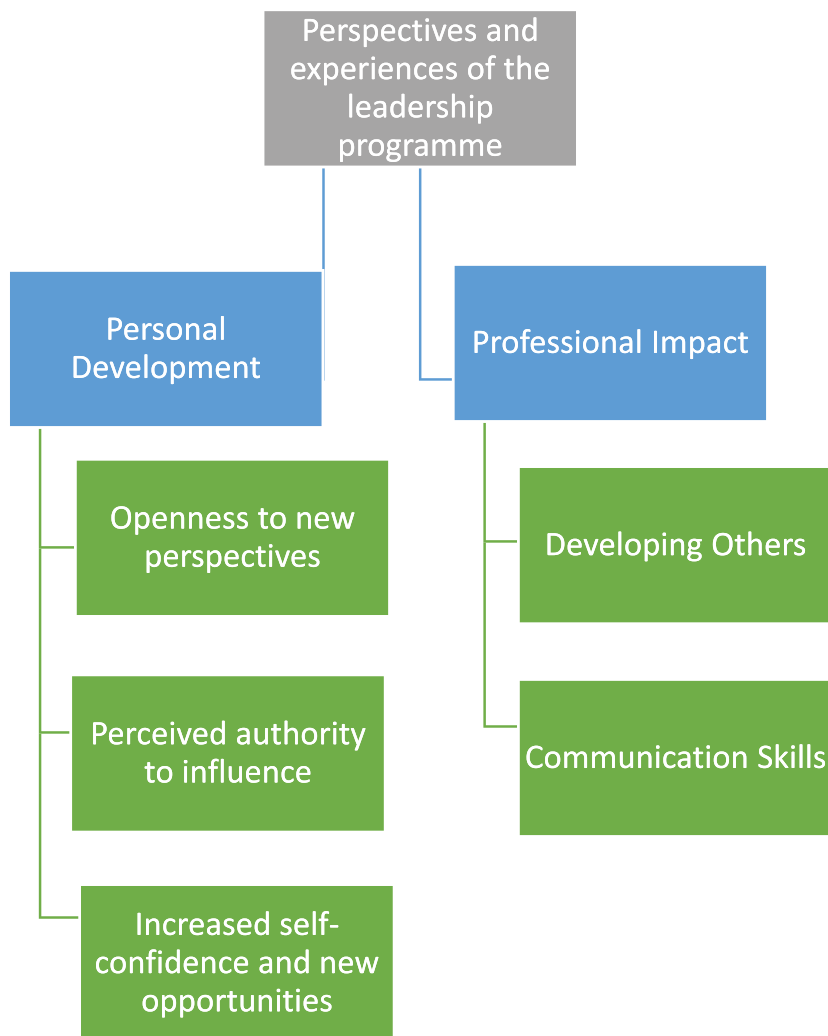 Perspectives and
experiences of the
leadership
programme
Personal
Development
Professional Impact
Openness to new
perspectives
Perceived authority
to influence
Increased self-
confidence and new
opportunities
Developing Others
Communication Skills